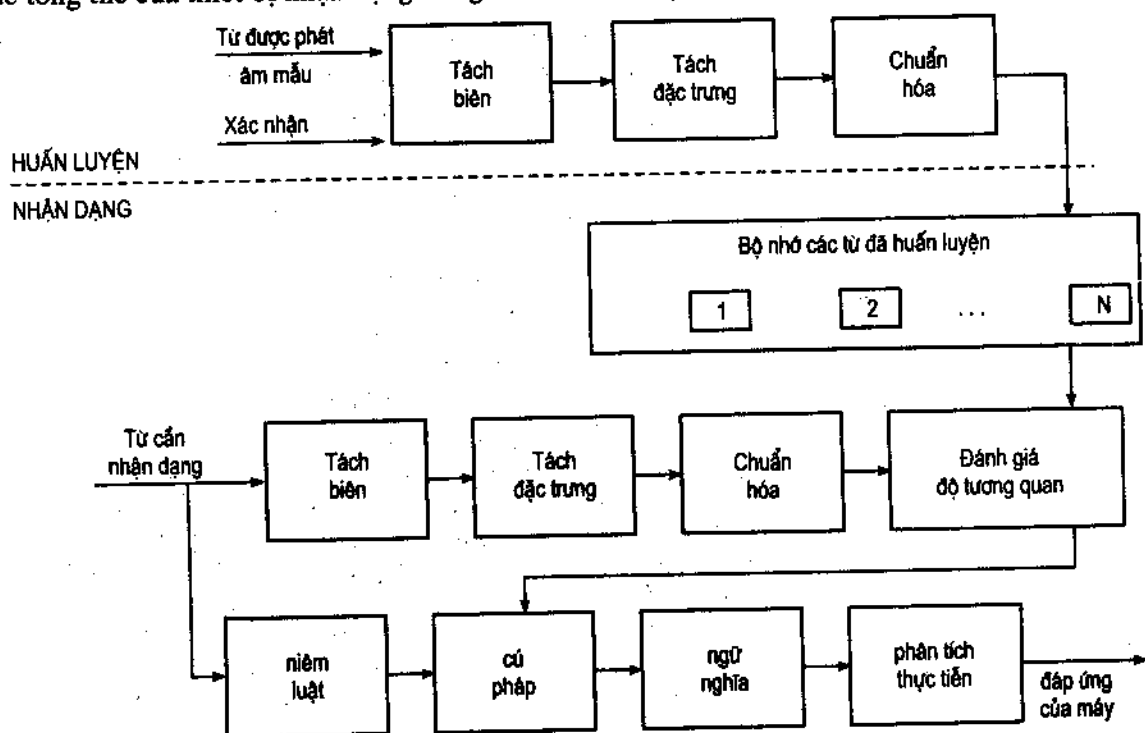 Từ được phát
âm mẫu
Xác nhận
Tách
biên
Tách
đặc trưng
Chuẩn
hóa
HUẤN LUYỆN
NHẬN DẠNG
Bộ nhớ các từ đã huấn luyện
1
2
...
N
Từ cần
nhận dạng
Tách
biên
Tách
đặc trưng
Chuẩn
hóa
Đánh giá
độ tương quan
niêm
luật
cú
pháp
ngữ
nghĩa
phân tích
thực tiễn
đáp ứng
của máy